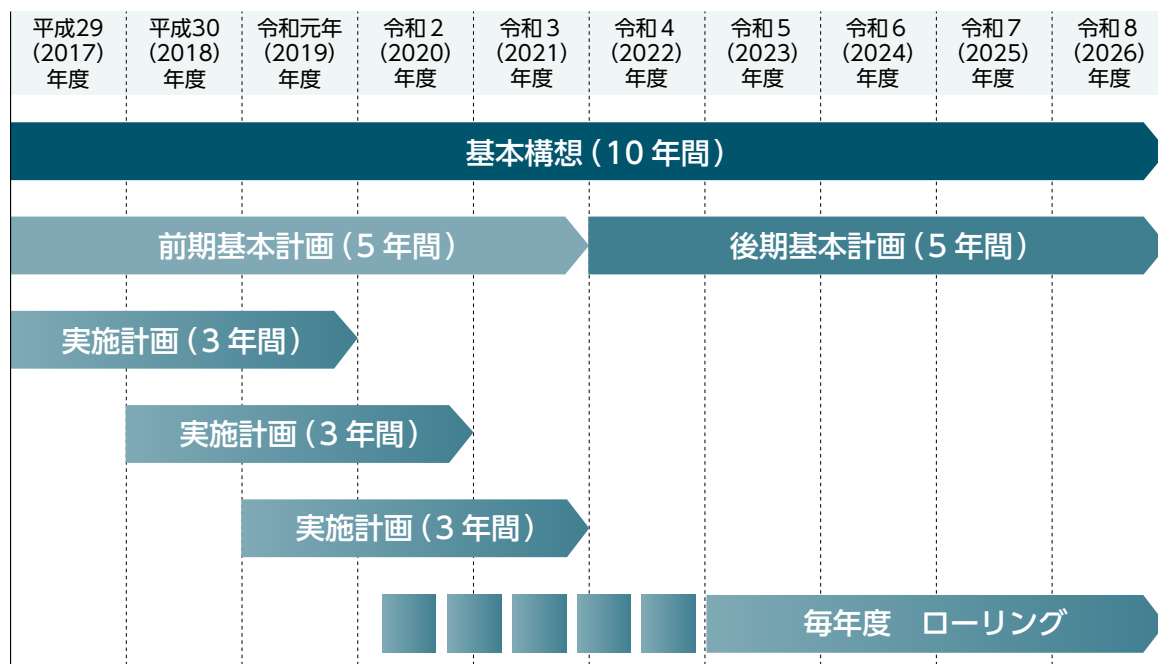 平成29
(2017)
年度
平成30
(2018)
年度
令和元年
(2019)
年度
令和2
(2020)
年度
令和3
(2021)
年度
令和4
(2022)
年度
令和5
(2023)
年度
令和6
(2024)
年度
令和7
(2025)
年度
令和8
(2026)
年度
基本構想(10年間)
前期基本計画(5年間)
後期基本計画(5年間)
実施計画(3年間)
実施計画(3年間)
実施計画(3年間)
毎年度　ローリング